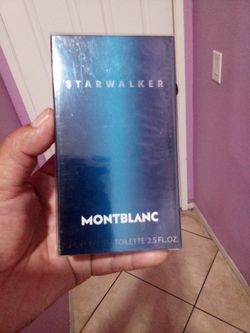 STARWALKER
MONTBLANC
TOILETTE 2.5 FL.OZ.